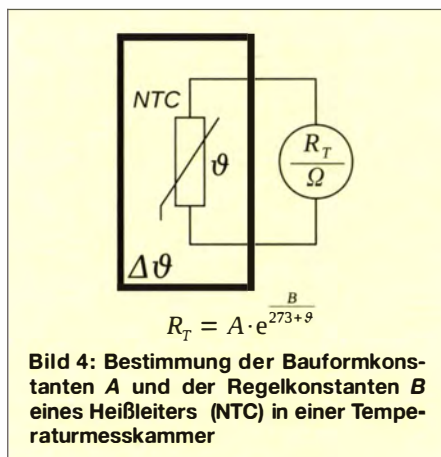 NTC
ϑ
R_T
Ω
Δϑ
R_T = A·e^(B/(273+ϑ))
Bild 4: Bestimmung der Bauformkons-
tanten A und der Regelkonstanten B
eines Heißleiters (NTC) in einer Tempe-
raturmesskammer